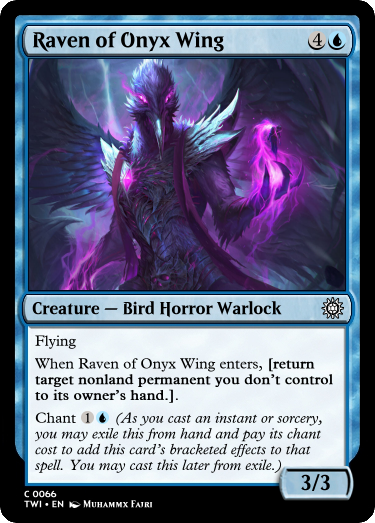 Raven of Onyx Wing 4
Creature — Bird Horror Warlock
Flying
When Raven of Onyx Wing enters, [return
target nonland permanent you don't control
to its owner's hand.].
Chant 1 (As you cast an instant or sorcery,
you may exile this from hand and pay its chant
cost to add this card's bracketed effects to that
spell. You may cast this later from exile.)
3/3
C 0066
TWI • EN Muhammx Fajri